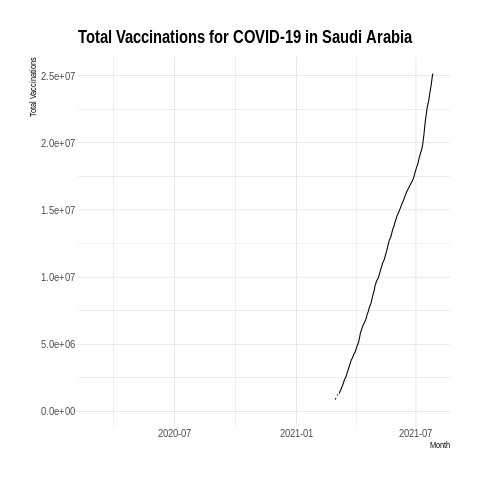 Total Vaccinations for COVID-19 in Saudi Arabia
Total Vaccinations
2.5e+07
2.0e+07
1.5e+07
1.0e+07
5.0e+06
0.0e+00
2020-07 2021-01 2021-07
Month